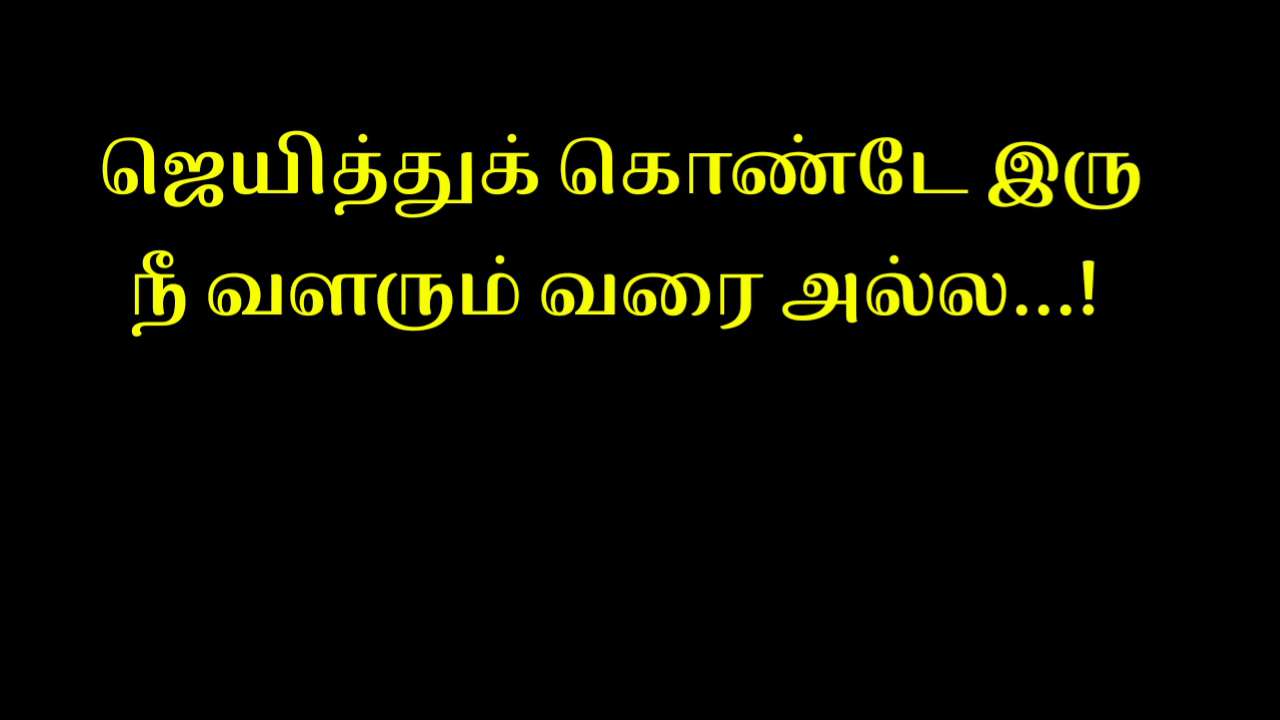 ஜெயித்துக் கொண்டே இரு
நீ வளரும் வரை அல்ல...!